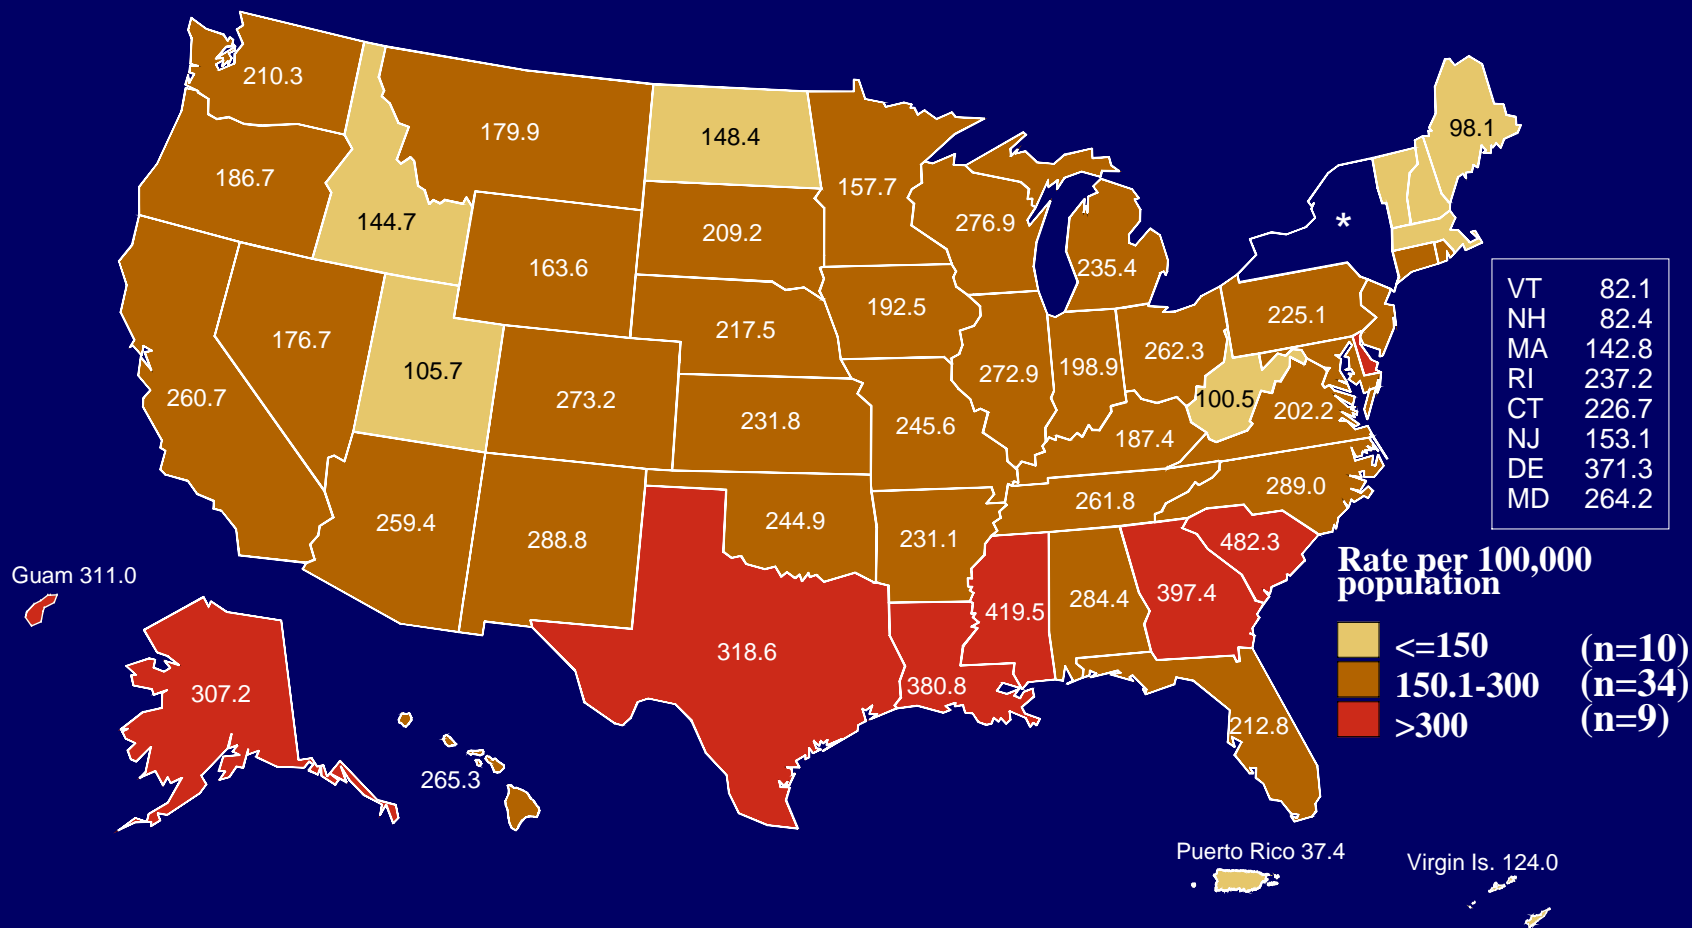 210.3
179.9
148.4
98.1
186.7
157.7
144.7
276.9
*
209.2
163.6
235.4
VT 82.1
NH 82.4
MA 142.8
RI 237.2
CT 226.7
NJ 153.1
DE 371.3
MD 264.2
192.5
225.1
217.5
176.7
262.3
198.9
272.9
105.7
260.7
273.2
100.5
202.2
231.8
245.6
187.4
289.0
261.8
259.4
244.9
288.8
231.1
482.3
Rate per 100,000
population
Guam 311.0
397.4
284.4
419.5
318.6
<=150 (n=10)
150.1-300 (n=34)
>300 (n=9)
307.2
380.8
212.8
265.3
Puerto Rico 37.4
Virgin Is. 124.0